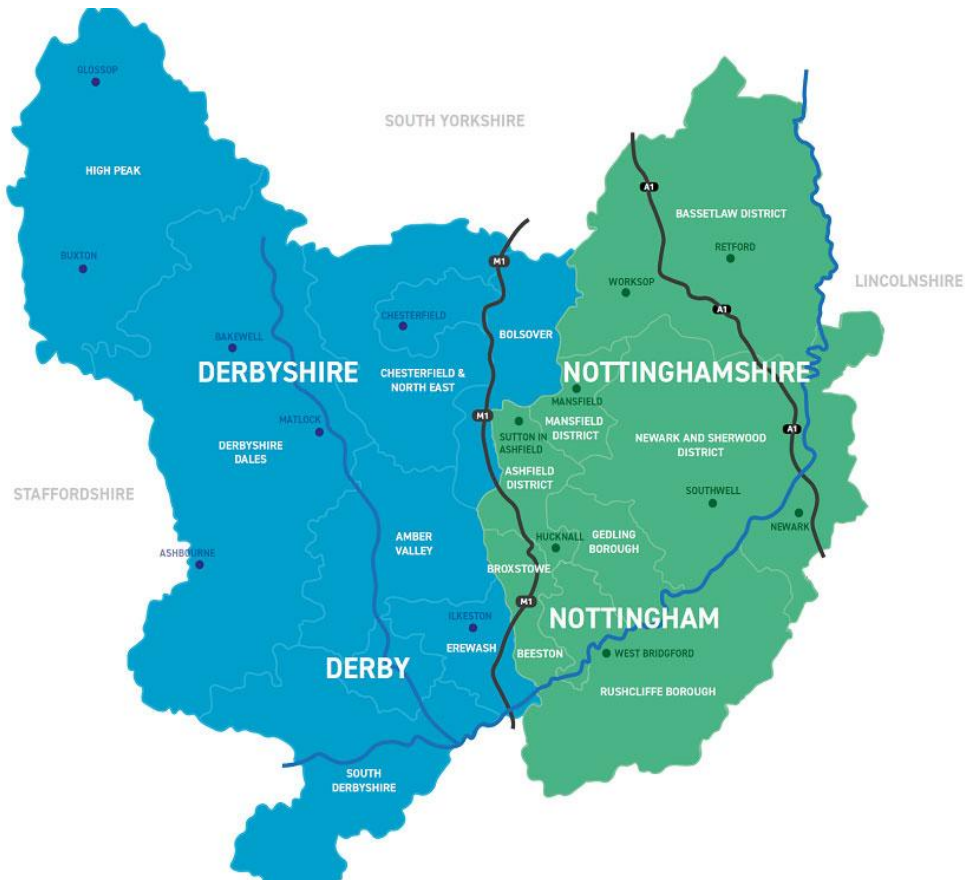 GLOSSOP
SOUTH YORKSHIRE
HIGH PEAK
A1
BASSETLAW DISTRICT
RETFORD
BUXTON
M1
WORKSOP
LINCOLNSHIRE
A1
CHESTERFIELD
BOLSOVER
BAKEWELL
DERBYSHIRE
CHESTERFIELD &
NORTH EAST
NOTTINGHAMSHIRE
MANSFIELD
M1
MATLOCK
SUTTON IN
ASHFIELD
MANSFIELD
DISTRICT
A1
NEWARK AND SHERWOOD
DISTRICT
DERBYSHIRE
DALES
ASHFIELD
DISTRICT
STAFFORDSHIRE
SOUTHWELL
NEWARK
AMBER
VALLEY
HUCKNALL
GEDLING
BOROUGH
ASHBOURNE
BROXSTOWE
M1
ILKESTON
NOTTINGHAM
EREWASH
BEESTON
WEST BRIDGFORD
DERBY
RUSHCLIFFE BOROUGH
SOUTH
DERBYSHIRE